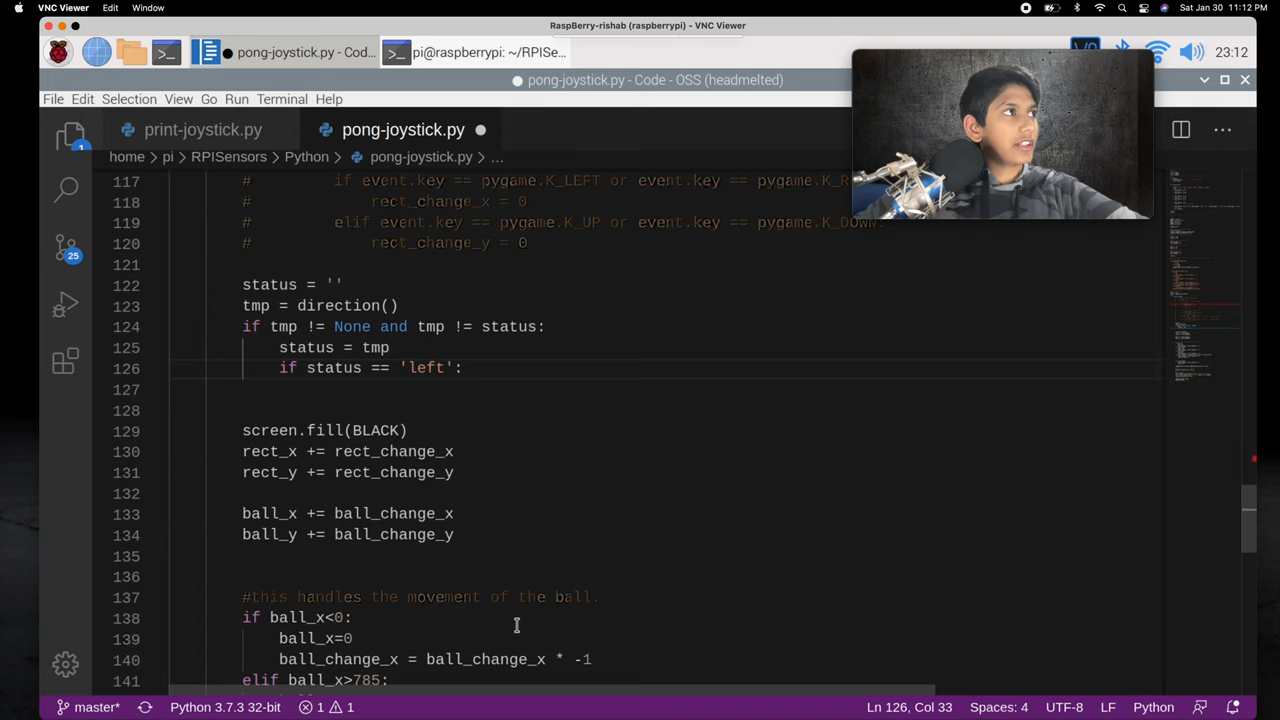 VNC Viewer Edit Window Sat Jan 30 11:12 PM
RaspBerry-rishab (raspberrypi) - VNC Viewer
pong-joystick.py - Cod... pi@raspberrypi: ~/RPISe... 23:12
pong-joystick.py - Code - OSS (headmelted)
File Edit Selection View Go Run Terminal Help
print-joystick.py pong-joystick.py
home > pi > RPISensors > Python > pong-joystick.py > ...
117 # if event.key == pygame.K_LEFT or event.key == pygame.K_R
118 # rect_change_x = 0
119 # elif event.key == pygame.K_UP or event.key == pygame.K_DOWN:
120 # rect_change_y = 0
121
122 status = ''
123 tmp = direction()
124 if tmp != None and tmp != status:
125 status = tmp
126 if status == 'left':
127
128
129 screen.fill(BLACK)
130 rect_x += rect_change_x
131 rect_y += rect_change_y
132
133 ball_x += ball_change_x
134 ball_y += ball_change_y
135
136
137 #this handles the movement of the ball.
138 if ball_x<0:
139 ball_x=0
140 ball_change_x = ball_change_x * -1
141 elif ball_x>785:
1
25
master* Python 3.7.3 32-bit 1 1 Ln 126, Col 33 Spaces: 4 UTF-8 LF Python